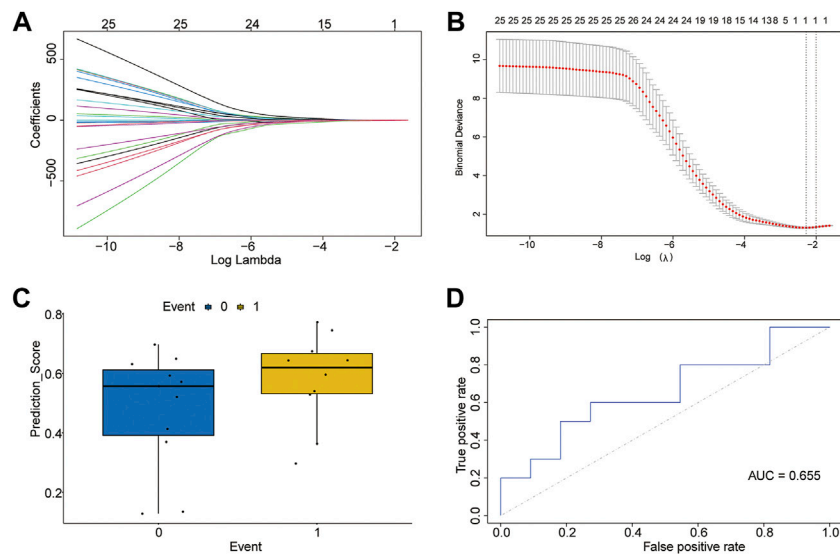 A
25 25 24 15 1
500
0
−500
Coefficients
−10 −8 −6 −4 −2
Log Lambda
B
25 25 25 25 25 25 25 25 26 24 24 24 24 19 19 18 15 14 13 8 5 1 1 1 1
10
8
6
4
2
Binomial Deviance
−10 −8 −6 −4 −2
Log (λ)
C
Event 0 1
0.8
0.6
0.4
0.2
Prediction_Score
0 1
Event
D
1.0
0.8
0.6
0.4
0.2
0.0
True positive rate
AUC = 0.655
0.0 0.2 0.4 0.6 0.8 1.0
False positive rate